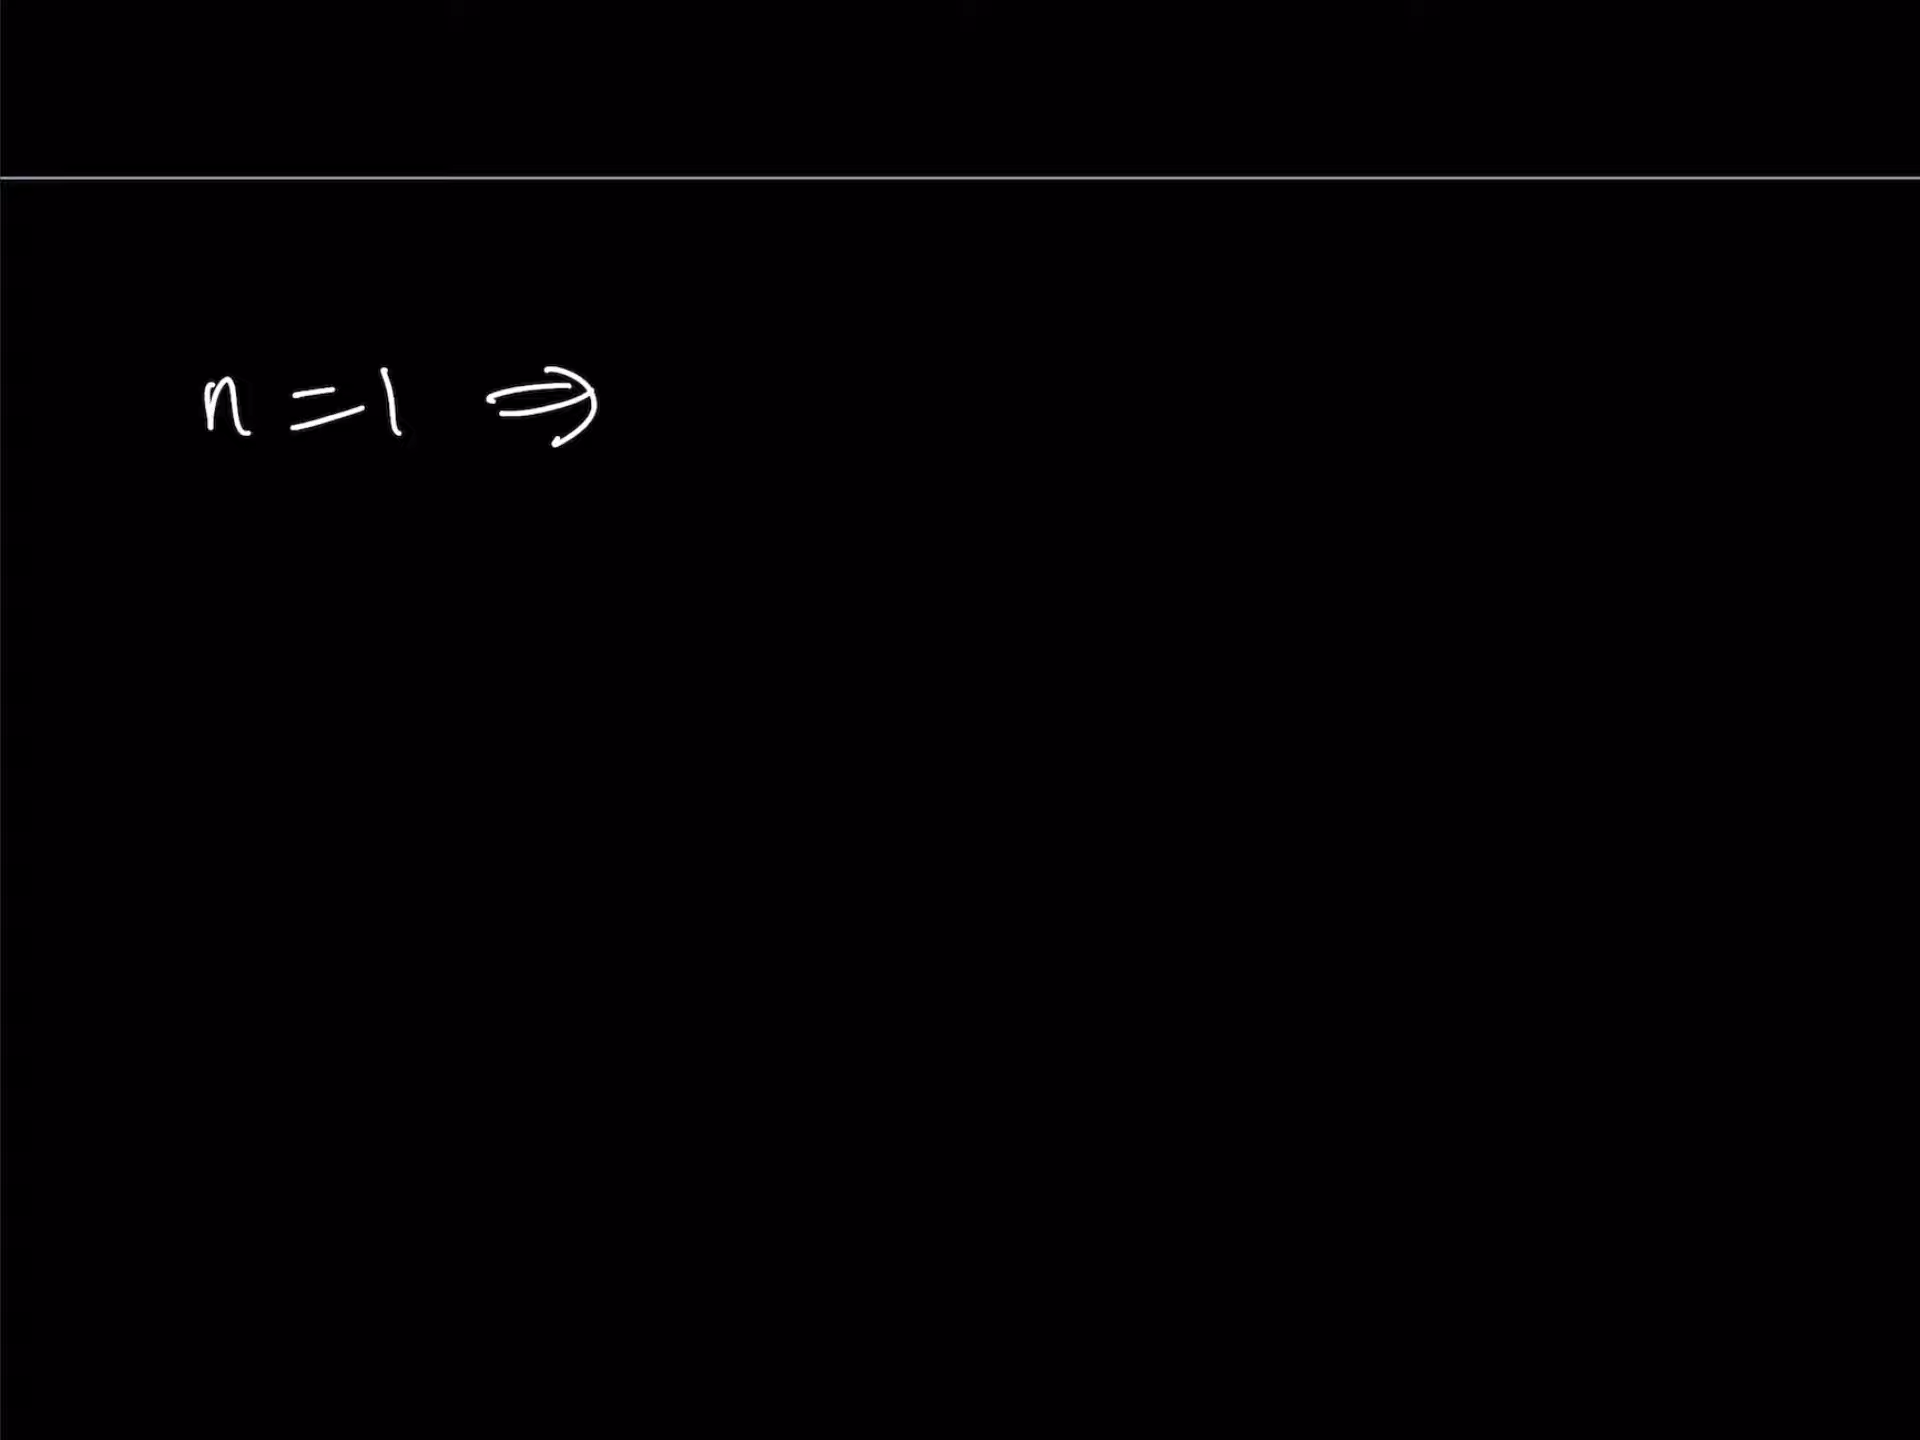 n = 1 ⇒